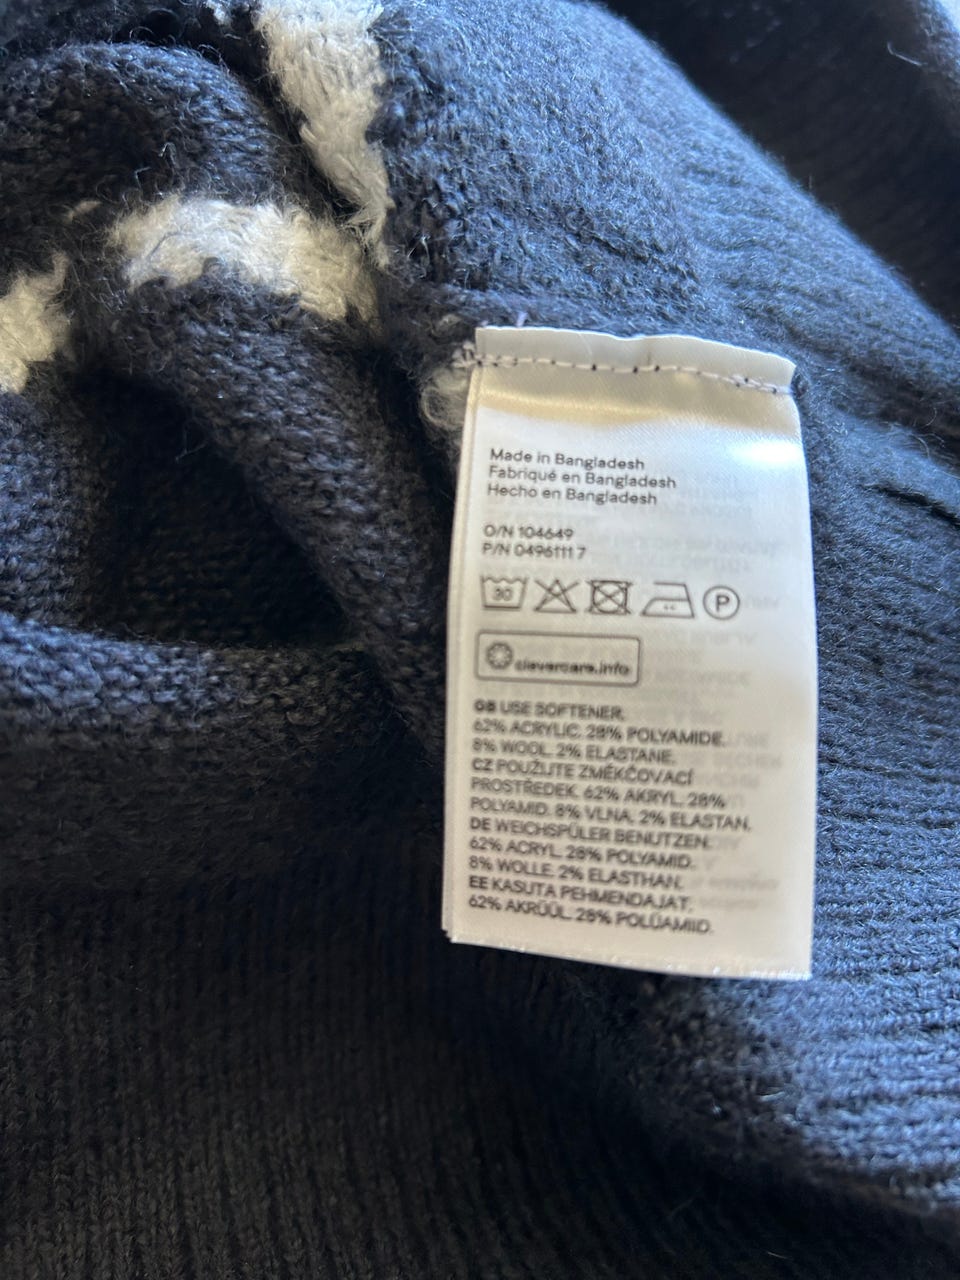 Made in Bangladesh
Fabriqué en Bangladesh
Hecho en Bangladesh
O/N 104649
P/N 0496111 7
30 P
clevercare.info
GB USE SOFTENER,
62% ACRYLIC. 28% POLYAMIDE.
8% WOOL. 2% ELASTANE.
CZ POUŽIJTE ZMĚKČOVACÍ
PROSTŘEDEK. 62% AKRYL. 28%
POLYAMID. 8% VLNA. 2% ELASTAN.
DE WEICHSPÜLER BENUTZEN.
62% ACRYL. 28% POLYAMID.
8% WOLLE. 2% ELASTHAN.
EE KASUTA PEHMENDAJAT.
62% AKRÜÜL. 28% POLÜAMIID.